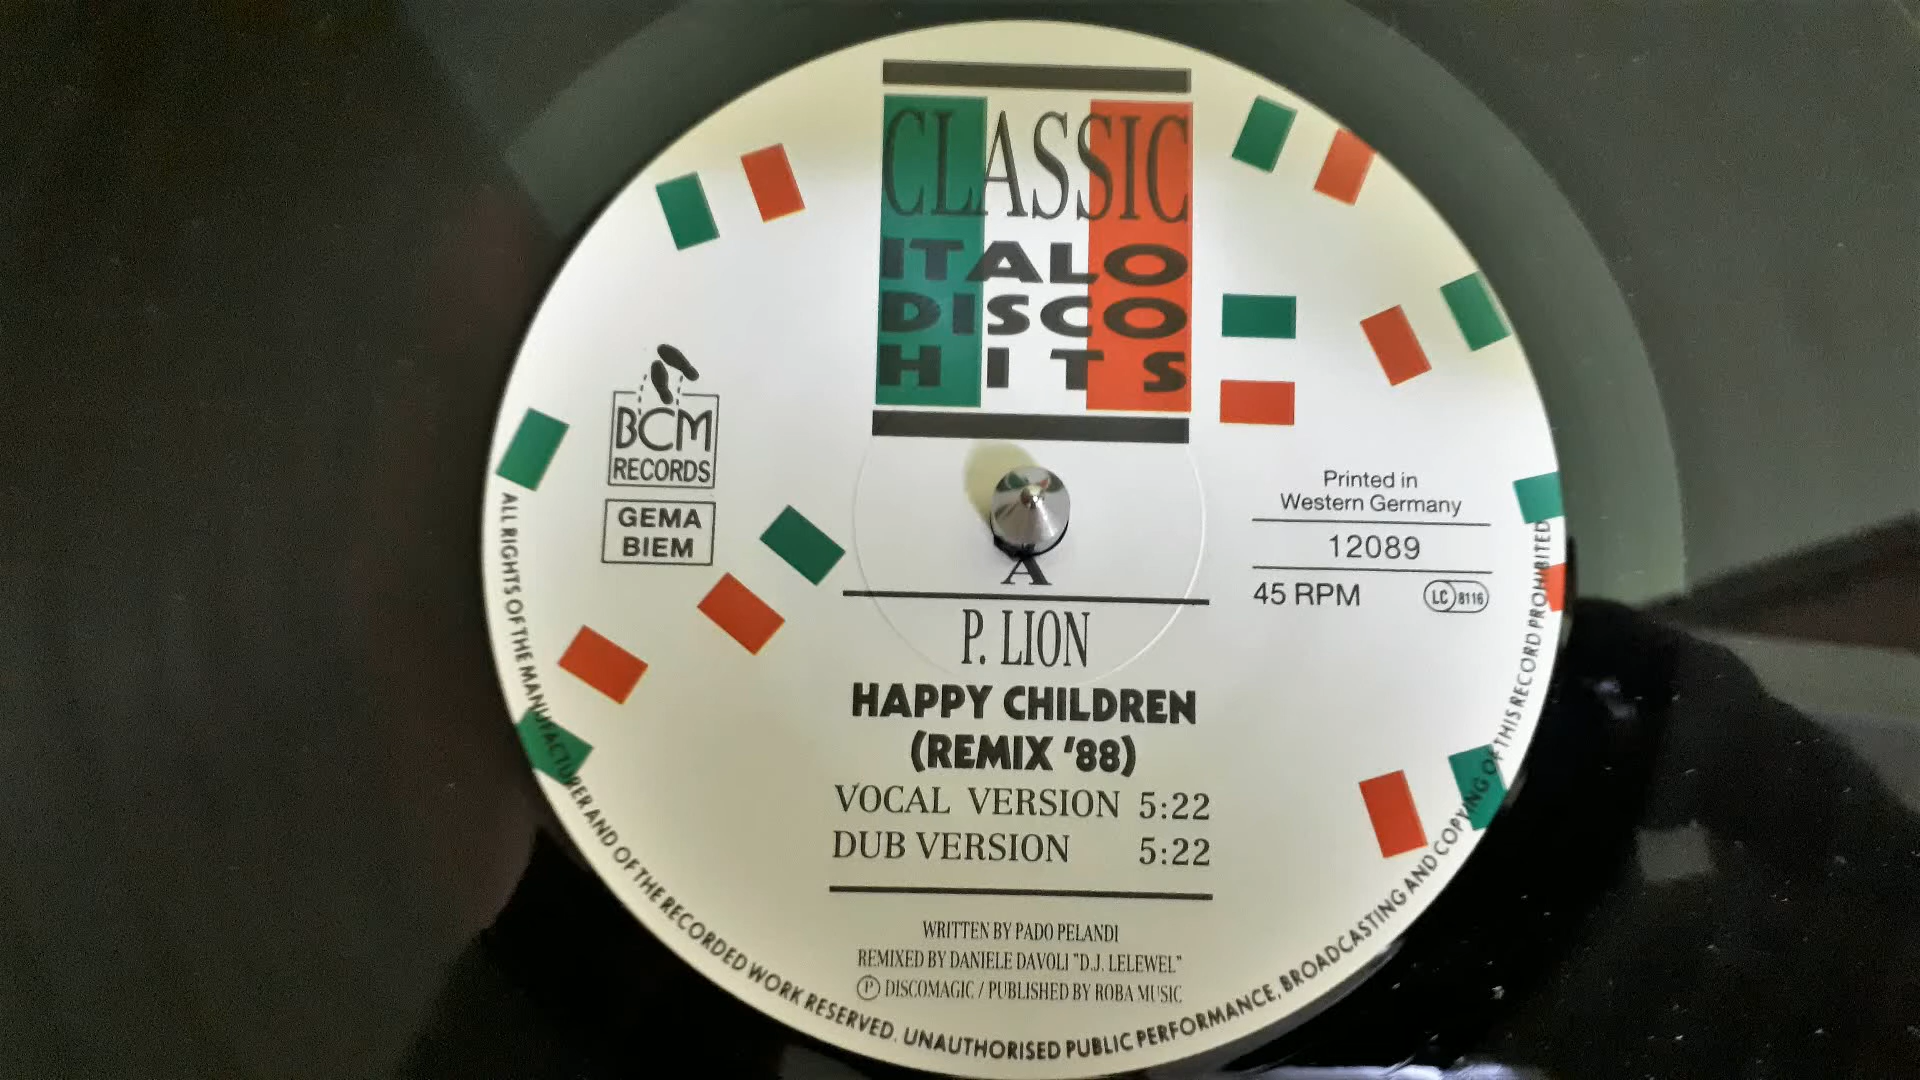 CLASSIC
ITALO
DISCO
HITS
BCM
RECORDS
GEMA
BIEM
Printed in
Western Germany
12089
45 RPM
LC 8116
A
P. LION
HAPPY CHILDREN
(REMIX '88)
VOCAL VERSION 5:22
DUB VERSION 5:22
WRITTEN BY PADO PELANDI
REMIXED BY DANIELE DAVOLI "D.J. LELEWEL"
Ⓟ DISCOMAGIC / PUBLISHED BY ROBA MUSIC
ALL RIGHTS OF THE MANUFACTURER AND OF THE RECORDED WORK RESERVED. UNAUTHORISED PUBLIC PERFORMANCE, BROADCASTING AND COPYING OF THIS RECORD PROHIBITED